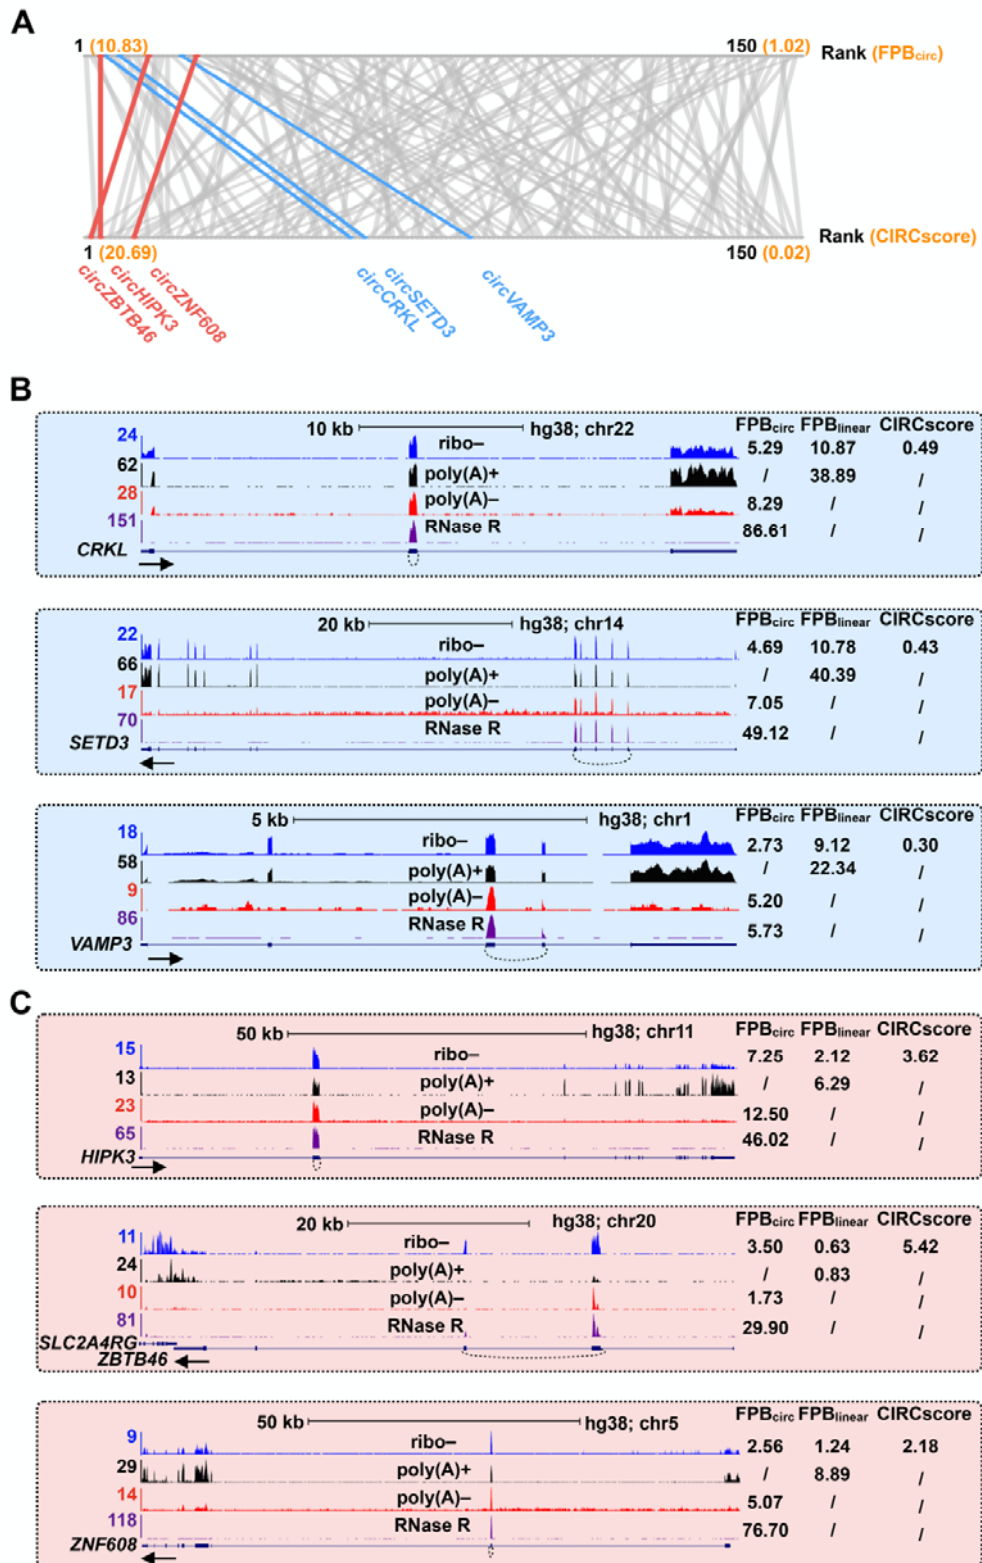 A
1 (10.83) 150 (1.02) Rank (FPBcirc)
1 (20.69) 150 (0.02) Rank (CIRCscore)
circZBTB46
circHIPK3
circZNF608
circCRKL
circSETD3
circVAMP3
B
10 kb hg38; chr22 FPBcirc FPBlinear CIRCscore
24 ribo– 5.29 10.87 0.49
62 poly(A)+ / 38.89 /
28 poly(A)– 8.29 / /
151 RNase R 86.61 / /
CRKL
20 kb hg38; chr14 FPBcirc FPBlinear CIRCscore
22 ribo– 4.69 10.78 0.43
66 poly(A)+ / 40.39 /
17 poly(A)– 7.05 / /
70 RNase R 49.12 / /
SETD3
5 kb hg38; chr1 FPBcirc FPBlinear CIRCscore
18 ribo– 2.73 9.12 0.30
58 poly(A)+ / 22.34 /
9 poly(A)– 5.20 / /
86 RNase R 5.73 / /
VAMP3
C
50 kb hg38; chr11 FPBcirc FPBlinear CIRCscore
15 ribo– 7.25 2.12 3.62
13 poly(A)+ / 6.29 /
23 poly(A)– 12.50 / /
65 RNase R 46.02 / /
HIPK3
20 kb hg38; chr20 FPBcirc FPBlinear CIRCscore
11 ribo– 3.50 0.63 5.42
24 poly(A)+ / 0.83 /
10 poly(A)– 1.73 / /
81 RNase R 29.90 / /
SLC2A4RG
ZBTB46
50 kb hg38; chr5 FPBcirc FPBlinear CIRCscore
9 ribo– 2.56 1.24 2.18
29 poly(A)+ / 8.89 /
14 poly(A)– 5.07 / /
118 RNase R 76.70 / /
ZNF608